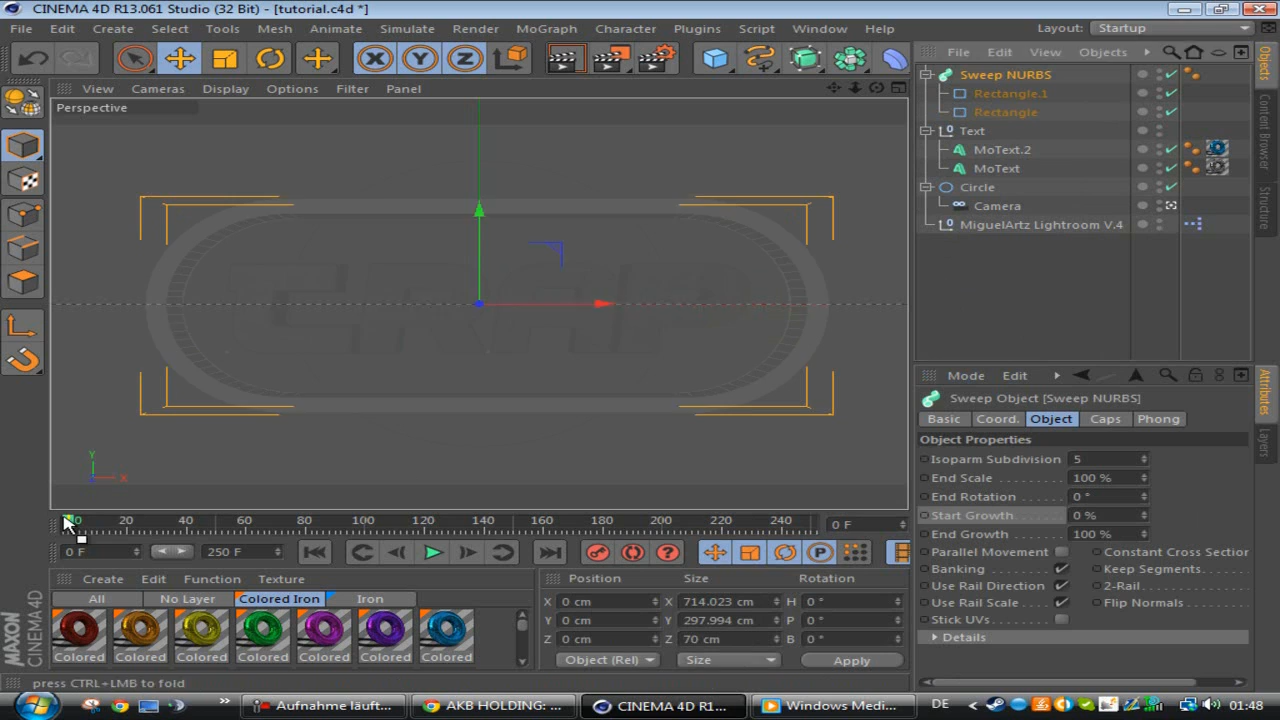 CINEMA 4D R13.061 Studio (32 Bit) - [tutorial.c4d *]
File Edit Create Select Tools Mesh Animate Simulate Render MoGraph Character Plugins Script Window Help Layout: Startup
X Y Z
File Edit View Objects
View Cameras Display Options Filter Panel
Perspective
Sweep NURBS
Rectangle.1
Rectangle
Text
MoText.2
MoText
Circle
Camera
MiguelArtz Lightroom V.4
Objects
Content Browser
Structure
CRAP
Y
X
Mode Edit
Sweep Object [Sweep NURBS]
Basic Coord. Object Caps Phong
Object Properties
Isoparm Subdivision 5
End Scale 100 %
End Rotation 0 °
Start Growth 0 %
End Growth 100 %
Parallel Movement Constant Cross Section
Banking Keep Segments
Use Rail Direction 2-Rail
Use Rail Scale Flip Normals
Stick UVs
Details
Attributes
Layers
0 20 40 60 80 100 120 140 160 180 200 220 240 0 F
0 F 250 F P
Create Edit Function Texture
All No Layer Colored Iron Iron
Colored Colored Colored Colored Colored Colored Colored
MAXON CINEMA 4D
Position Size Rotation
X 0 cm X 714.023 cm H 0 °
Y 0 cm Y 297.994 cm P 0 °
Z 0 cm Z 70 cm B 0 °
Object (Rel) Size Apply
press CTRL+LMB to fold
Aufnahme läuft... AKB HOLDING: ... CINEMA 4D R1... Windows Medi... DE 01:48